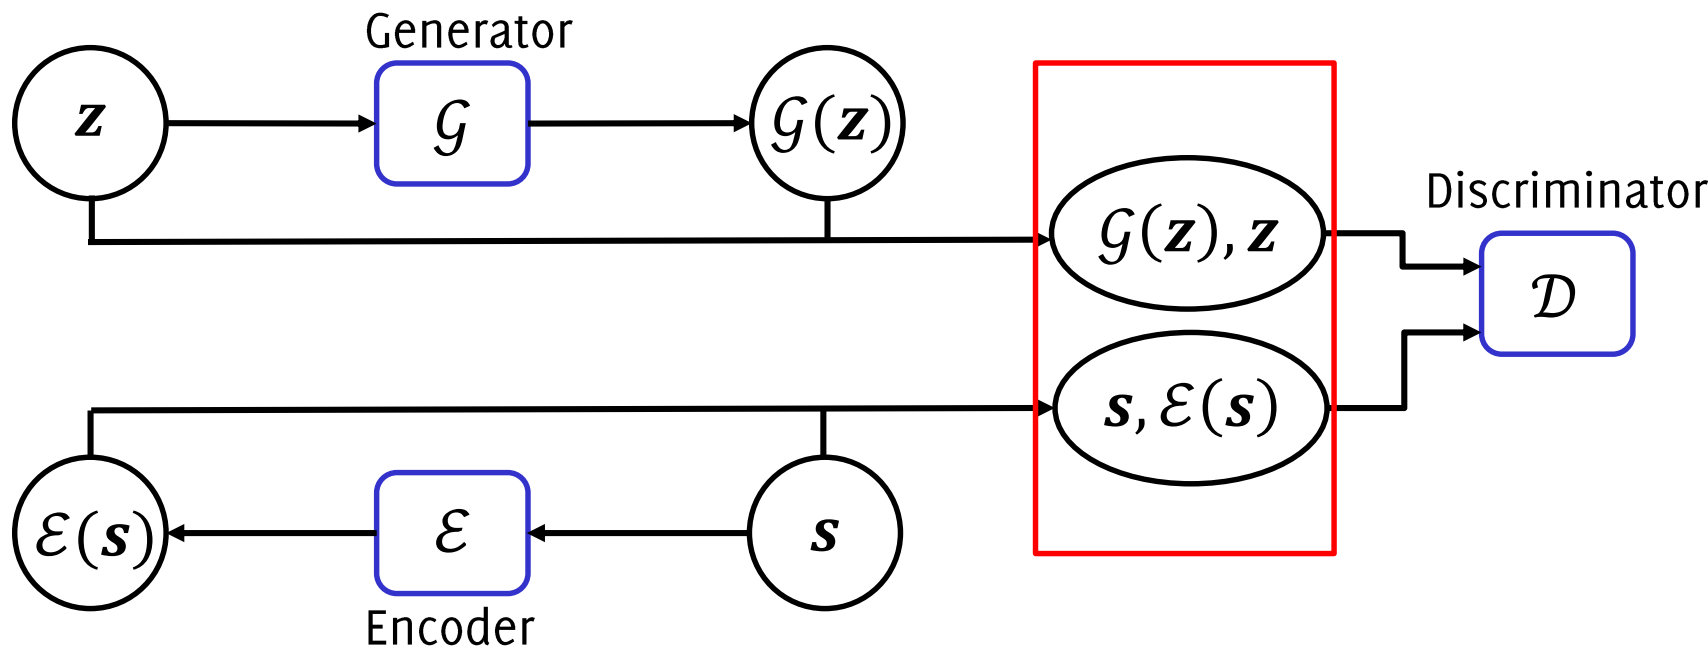 Generator
z
𝒢
𝒢(z)
𝒢(z), z
Discriminator
𝒟
s, ℰ(s)
ℰ(s)
ℰ
s
Encoder